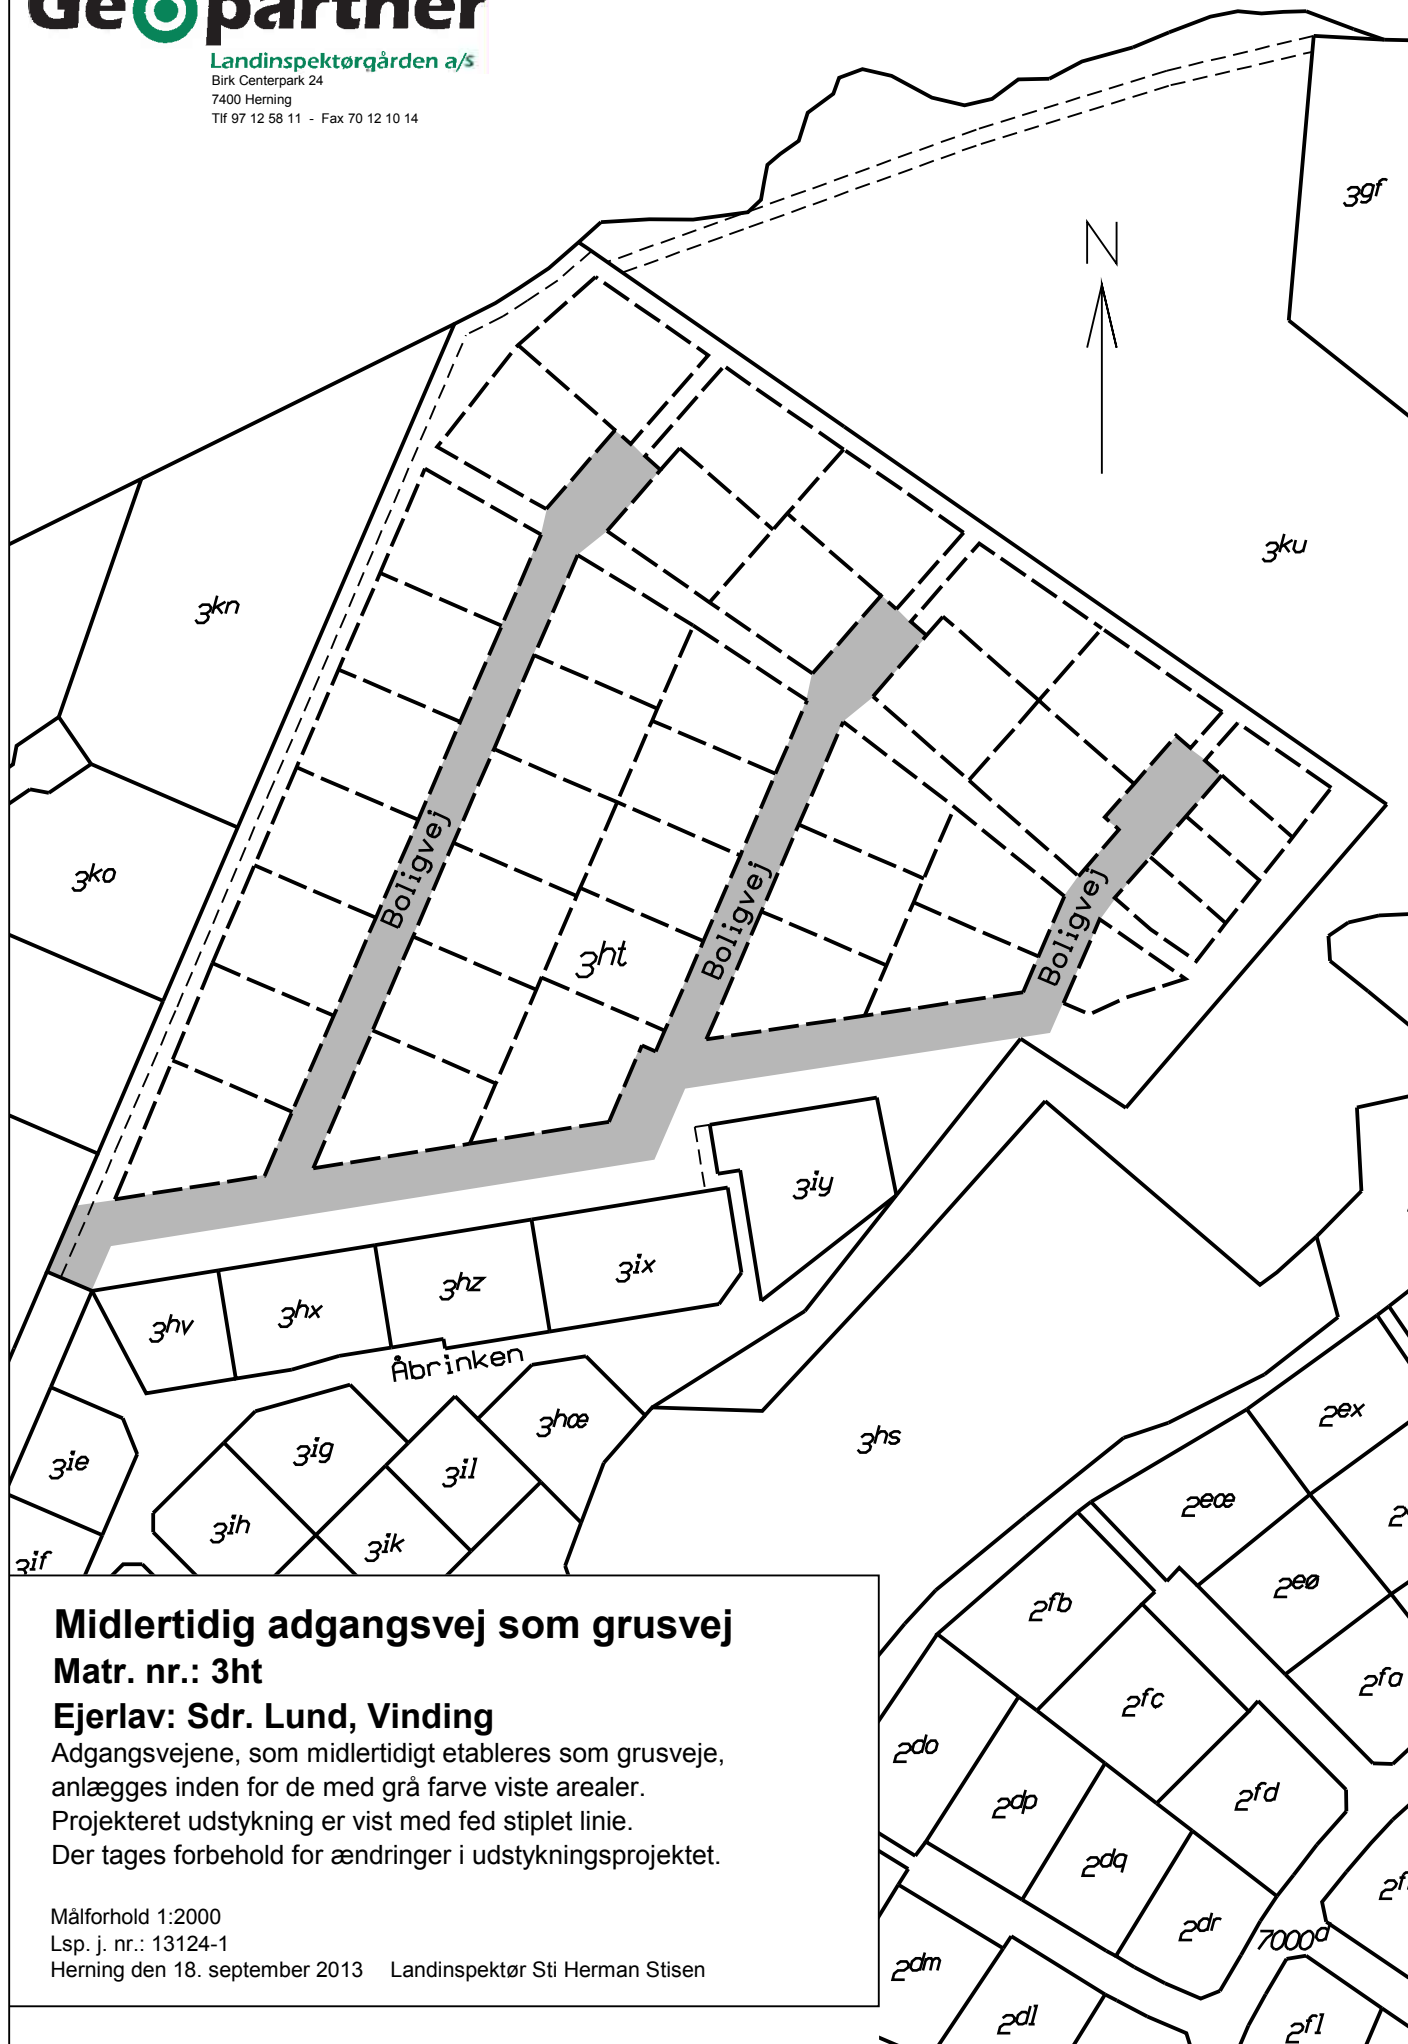 Geopartner
Landinspektørgården a/s
Birk Centerpark 24
7400 Herning
Tlf 97 12 58 11 - Fax 70 12 10 14
3gf
N
3ku
3kn
3ko
Boligvej
Boligvej
Boligvej
3ht
3iy
3ix
3hz
3hx
3hv
Åbrinken
3hæ
3hs
3ie
3ig
3il
3ih
3ik
3if
2ex
2eæ
2eø
2fb
2fa
2fc
2do
2fd
2dp
2dq
2dr
7000d
2dm
2dl
2fl
Midlertidig adgangsvej som grusvej
Matr. nr.: 3ht
Ejerlav: Sdr. Lund, Vinding
Adgangsvejene, som midlertidigt etableres som grusveje,
anlægges inden for de med grå farve viste arealer.
Projekteret udstykning er vist med fed stiplet linie.
Der tages forbehold for ændringer i udstykningsprojektet.
Målforhold 1:2000
Lsp. j. nr.: 13124-1
Herning den 18. september 2013 Landinspektør Sti Herman Stisen